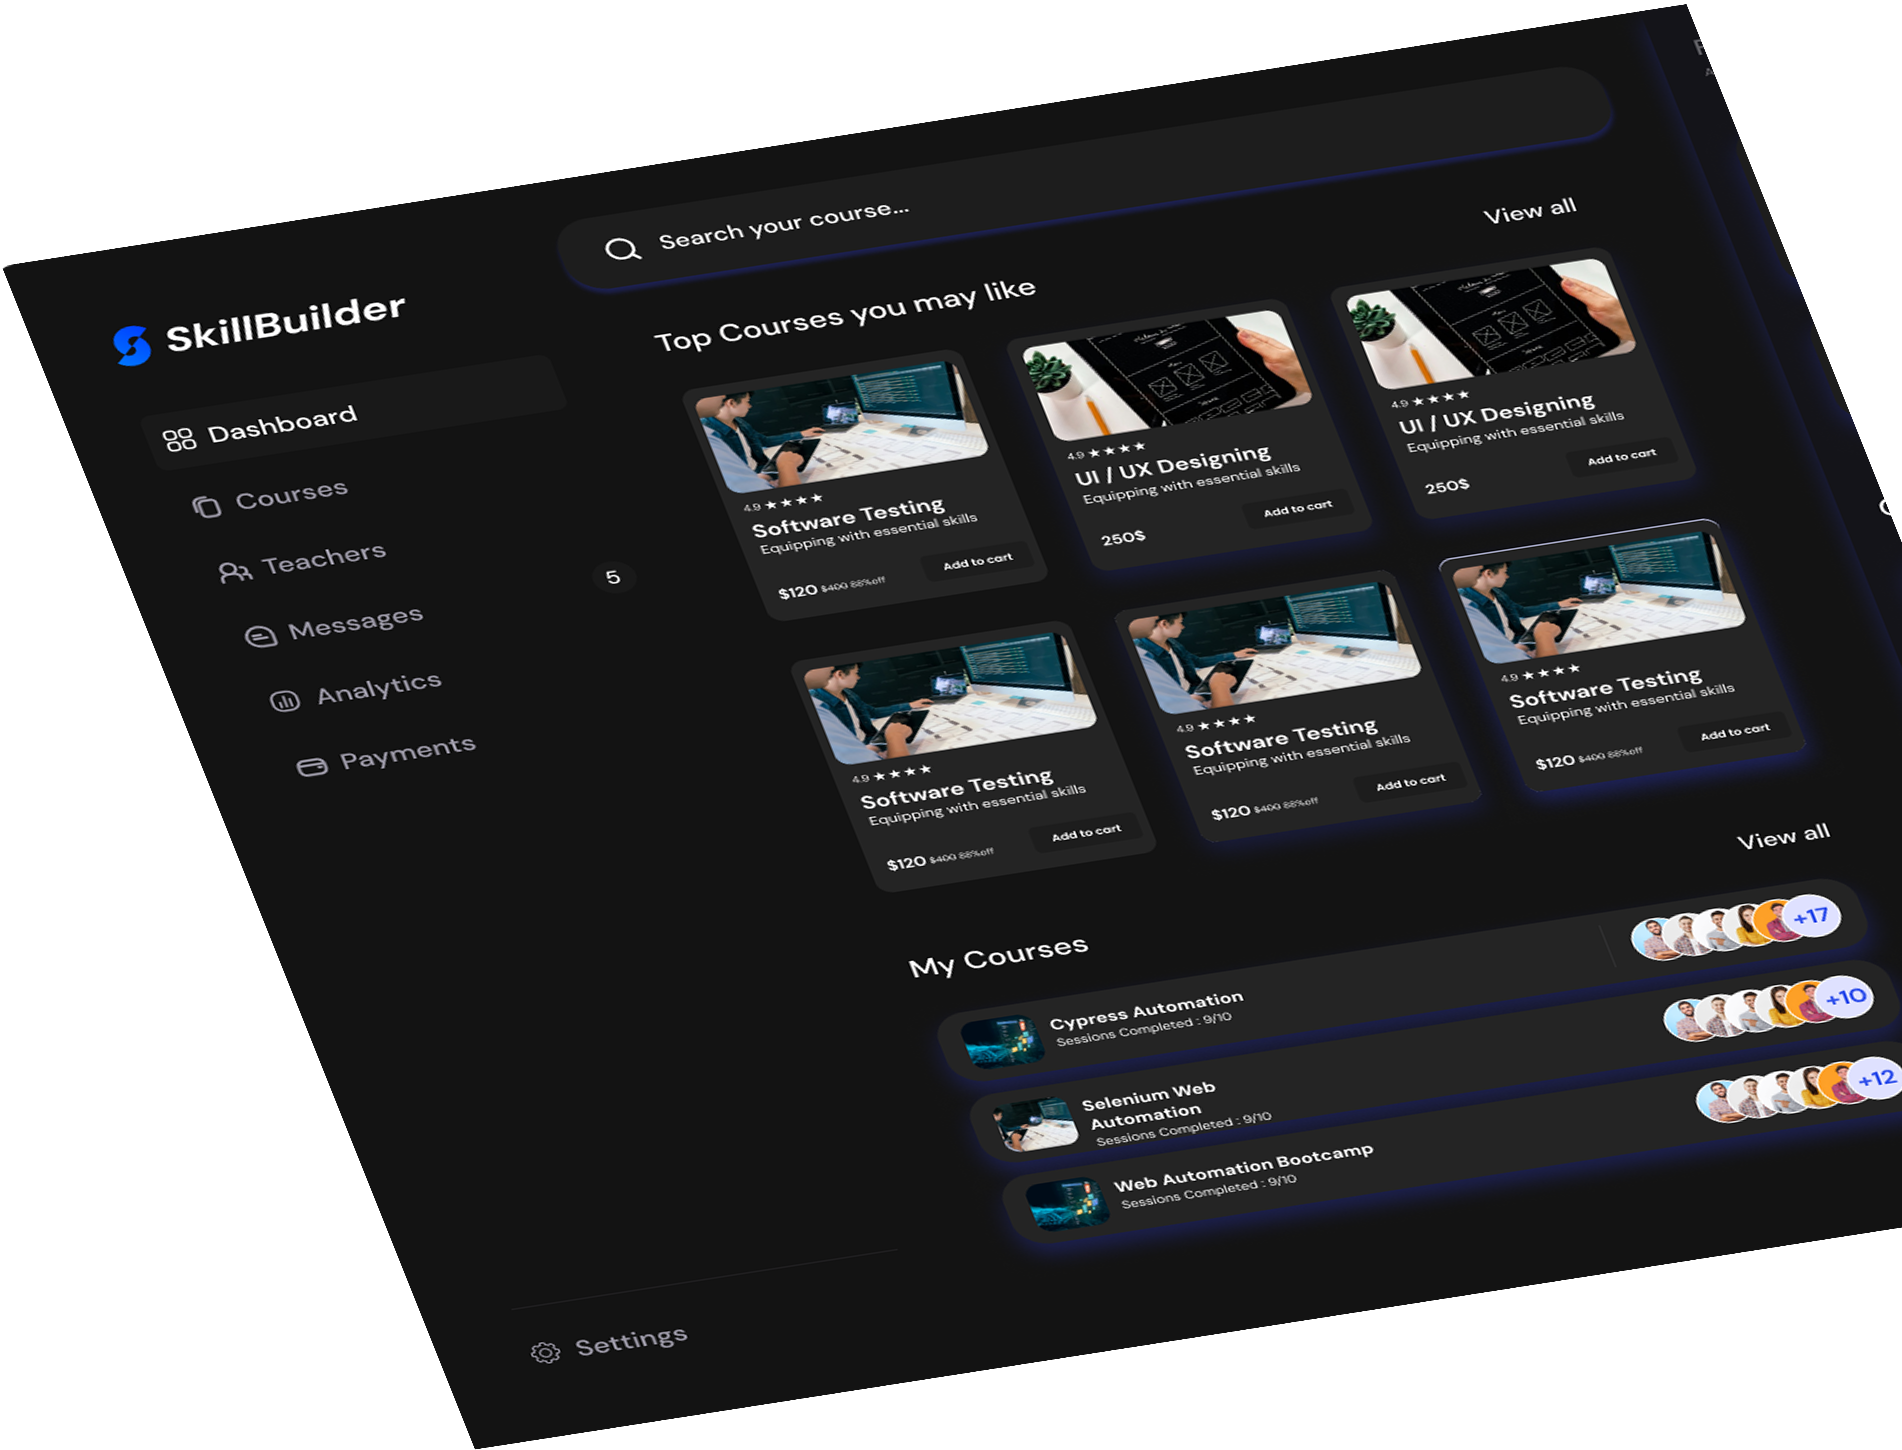 SkillBuilder
Dashboard
Courses
Teachers
Messages
5
Analytics
Payments
Settings
Search your course...
Top Courses you may like
View all
4.9 ★★★★
Software Testing
Equipping with essential skills
$120 $400 88%off
Add to cart
4.9 ★★★★
UI / UX Designing
Equipping with essential skills
250$
Add to cart
4.9 ★★★★
UI / UX Designing
Equipping with essential skills
250$
Add to cart
4.9 ★★★★
Software Testing
Equipping with essential skills
$120 $400 88%off
Add to cart
4.9 ★★★★
Software Testing
Equipping with essential skills
$120 $400 88%off
Add to cart
4.9 ★★★★
Software Testing
Equipping with essential skills
$120 $400 88%off
Add to cart
My Courses
View all
Cypress Automation
Sessions Completed : 9/10
+17
Selenium Web
Automation
Sessions Completed : 9/10
+10
Web Automation Bootcamp
Sessions Completed : 9/10
+12